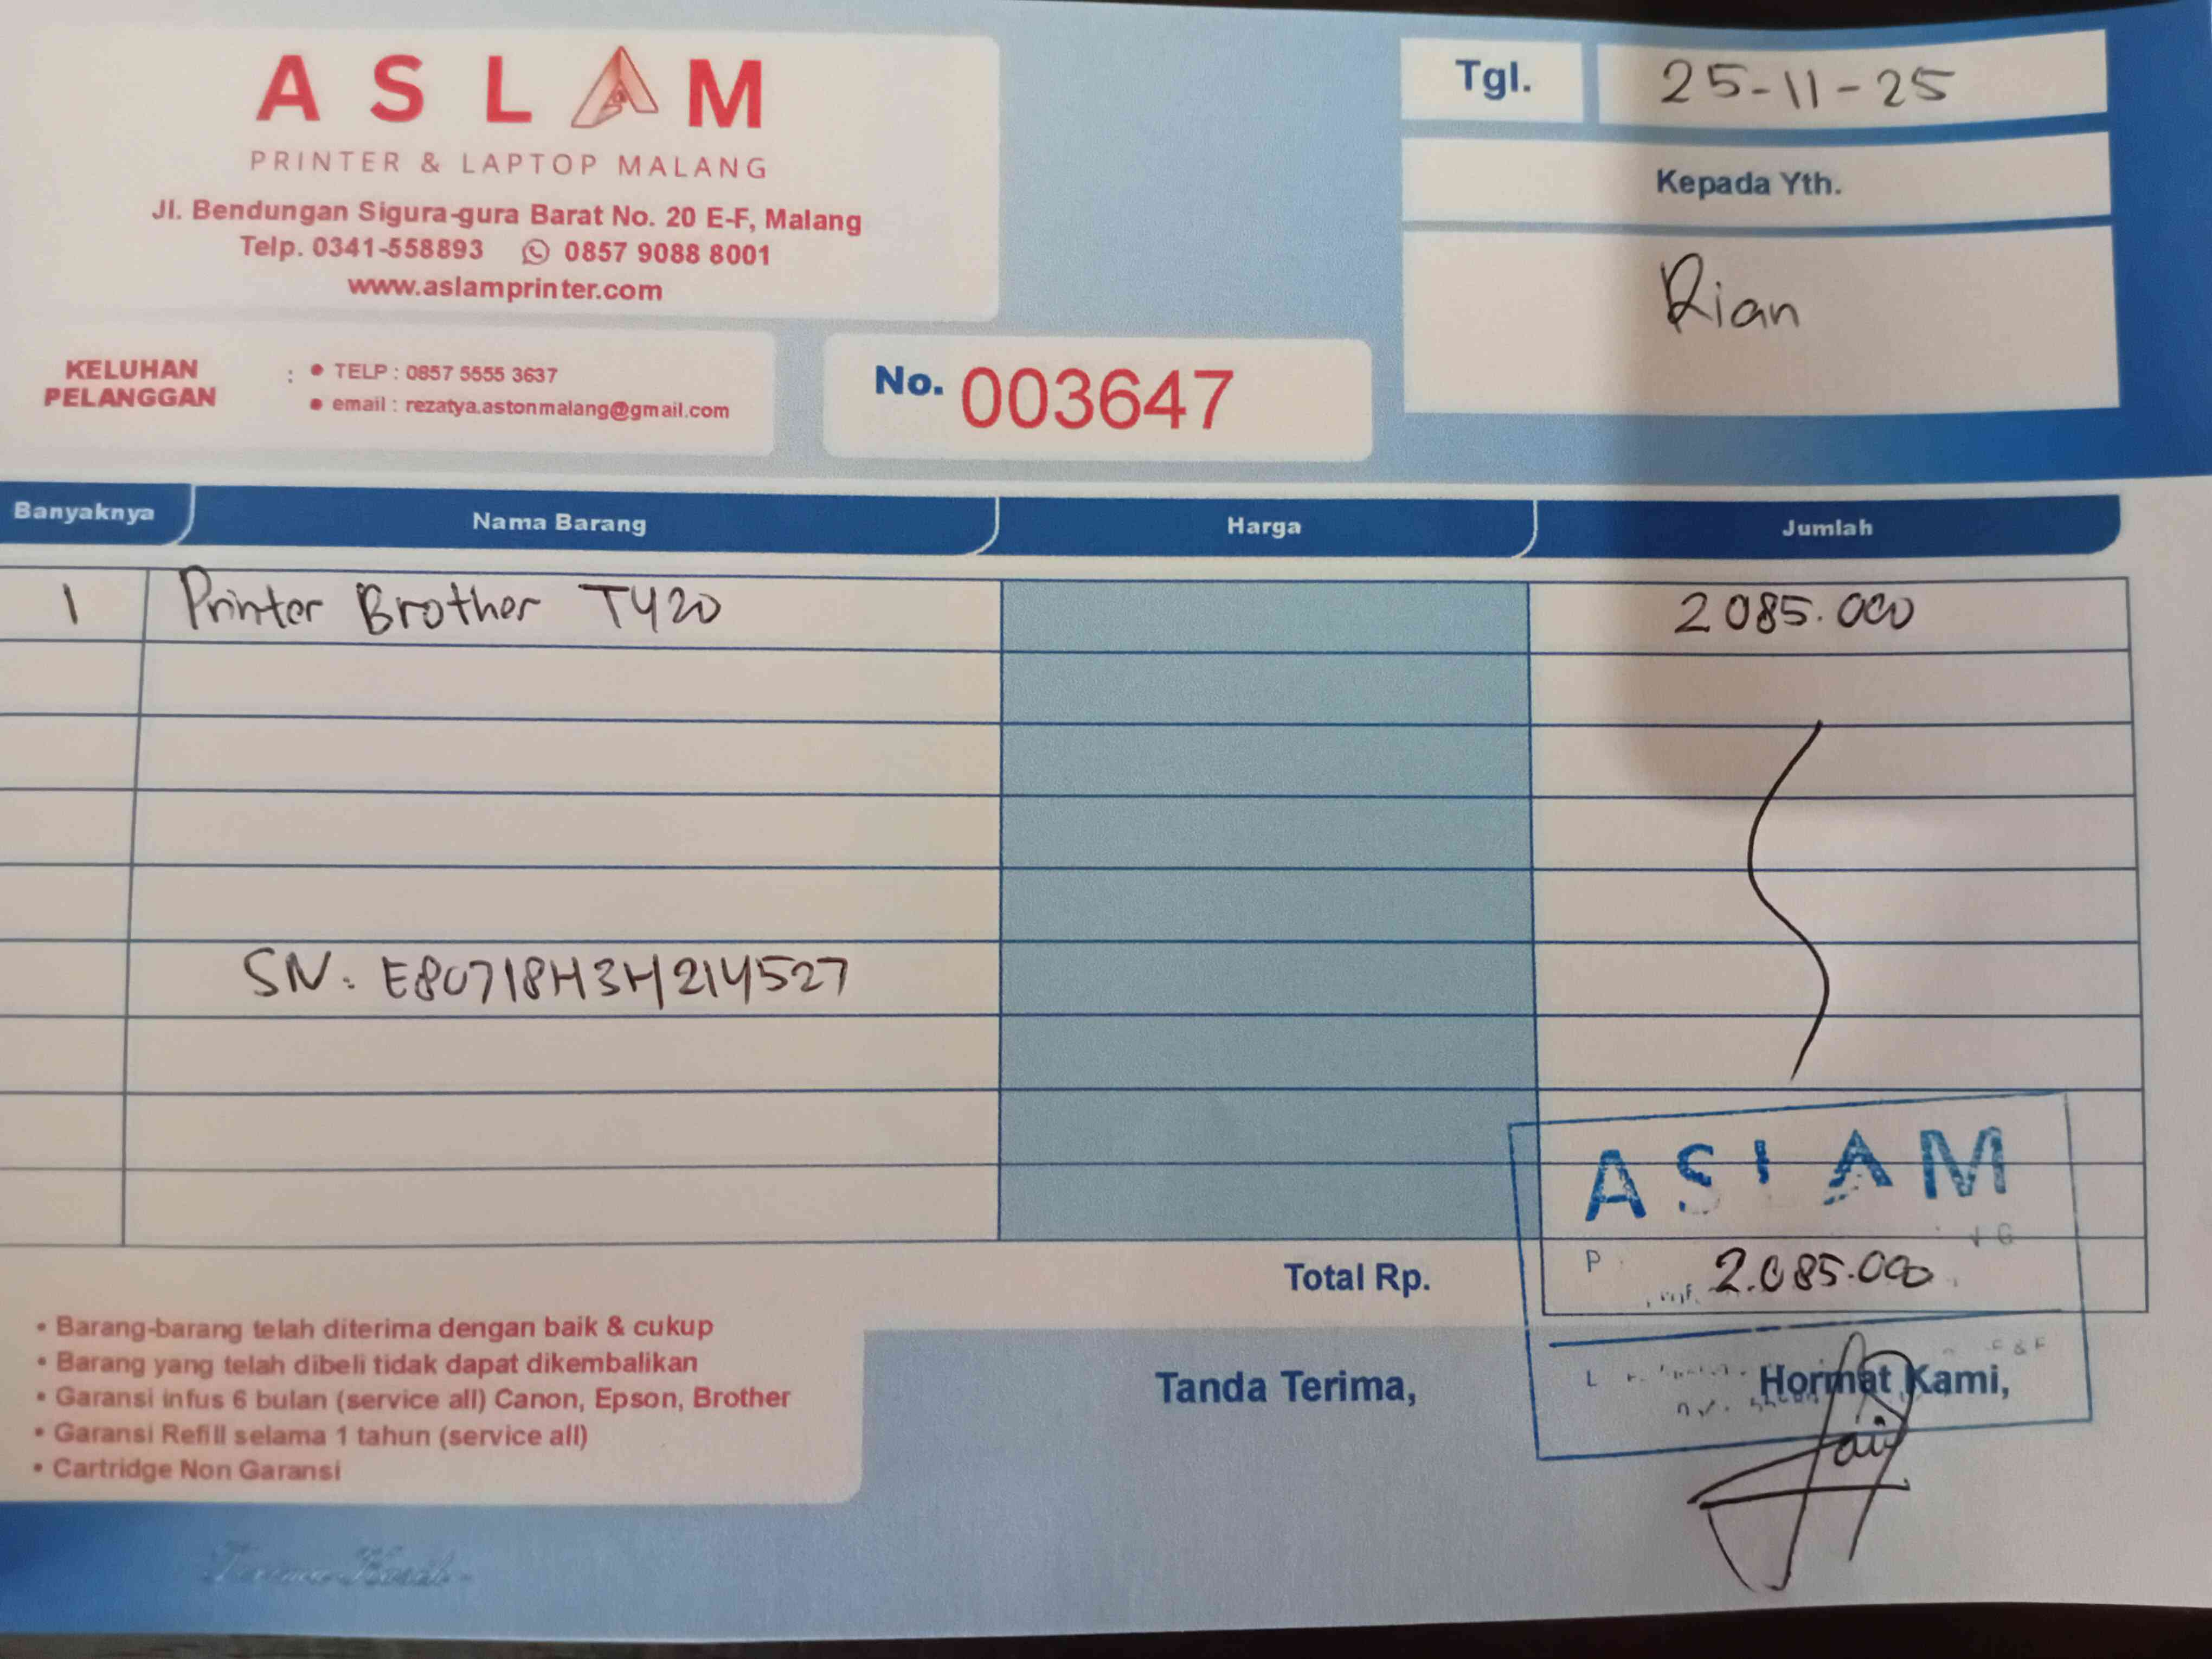 ASLAM
PRINTER & LAPTOP MALANG
Jl. Bendungan Sigura-gura Barat No. 20 E-F, Malang
Telp. 0341-558893 0857 9088 8001
www.aslamprinter.com
KELUHAN PELANGGAN : • TELP : 0857 5555 3637
• email : rezatya.astonmalang@gmail.com
No. 003647
Tgl. 25-11-25
Kepada Yth.
Rian
Banyaknya Nama Barang Harga Jumlah
1 Printer Brother T420 2085.000
SN: E80718H3H214527
ASLAM
Total Rp. 2.085.000
• Barang-barang telah diterima dengan baik & cukup
• Barang yang telah dibeli tidak dapat dikembalikan
• Garansi infus 6 bulan (service all) Canon, Epson, Brother
• Garansi Refill selama 1 tahun (service all)
• Cartridge Non Garansi
Tanda Terima,
Hormat Kami,
Terima Kasih